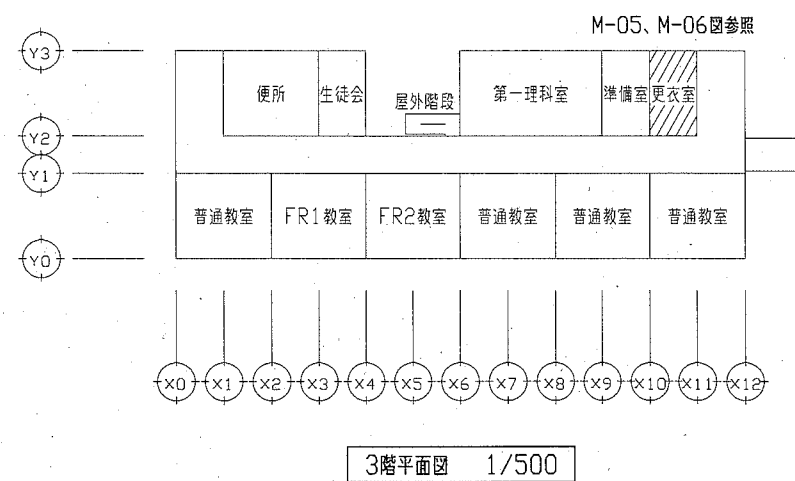 M-05、M-06図参照
Y3
便所
生徒会
屋外階段
第一理科室
準備室
更衣室
Y2
Y1
普通教室
FR1教室
FR2教室
普通教室
普通教室
普通教室
Y0
X0
X1
X2
X3
X4
X5
X6
X7
X8
X9
X10
X11
X12
3階平面図 1/500